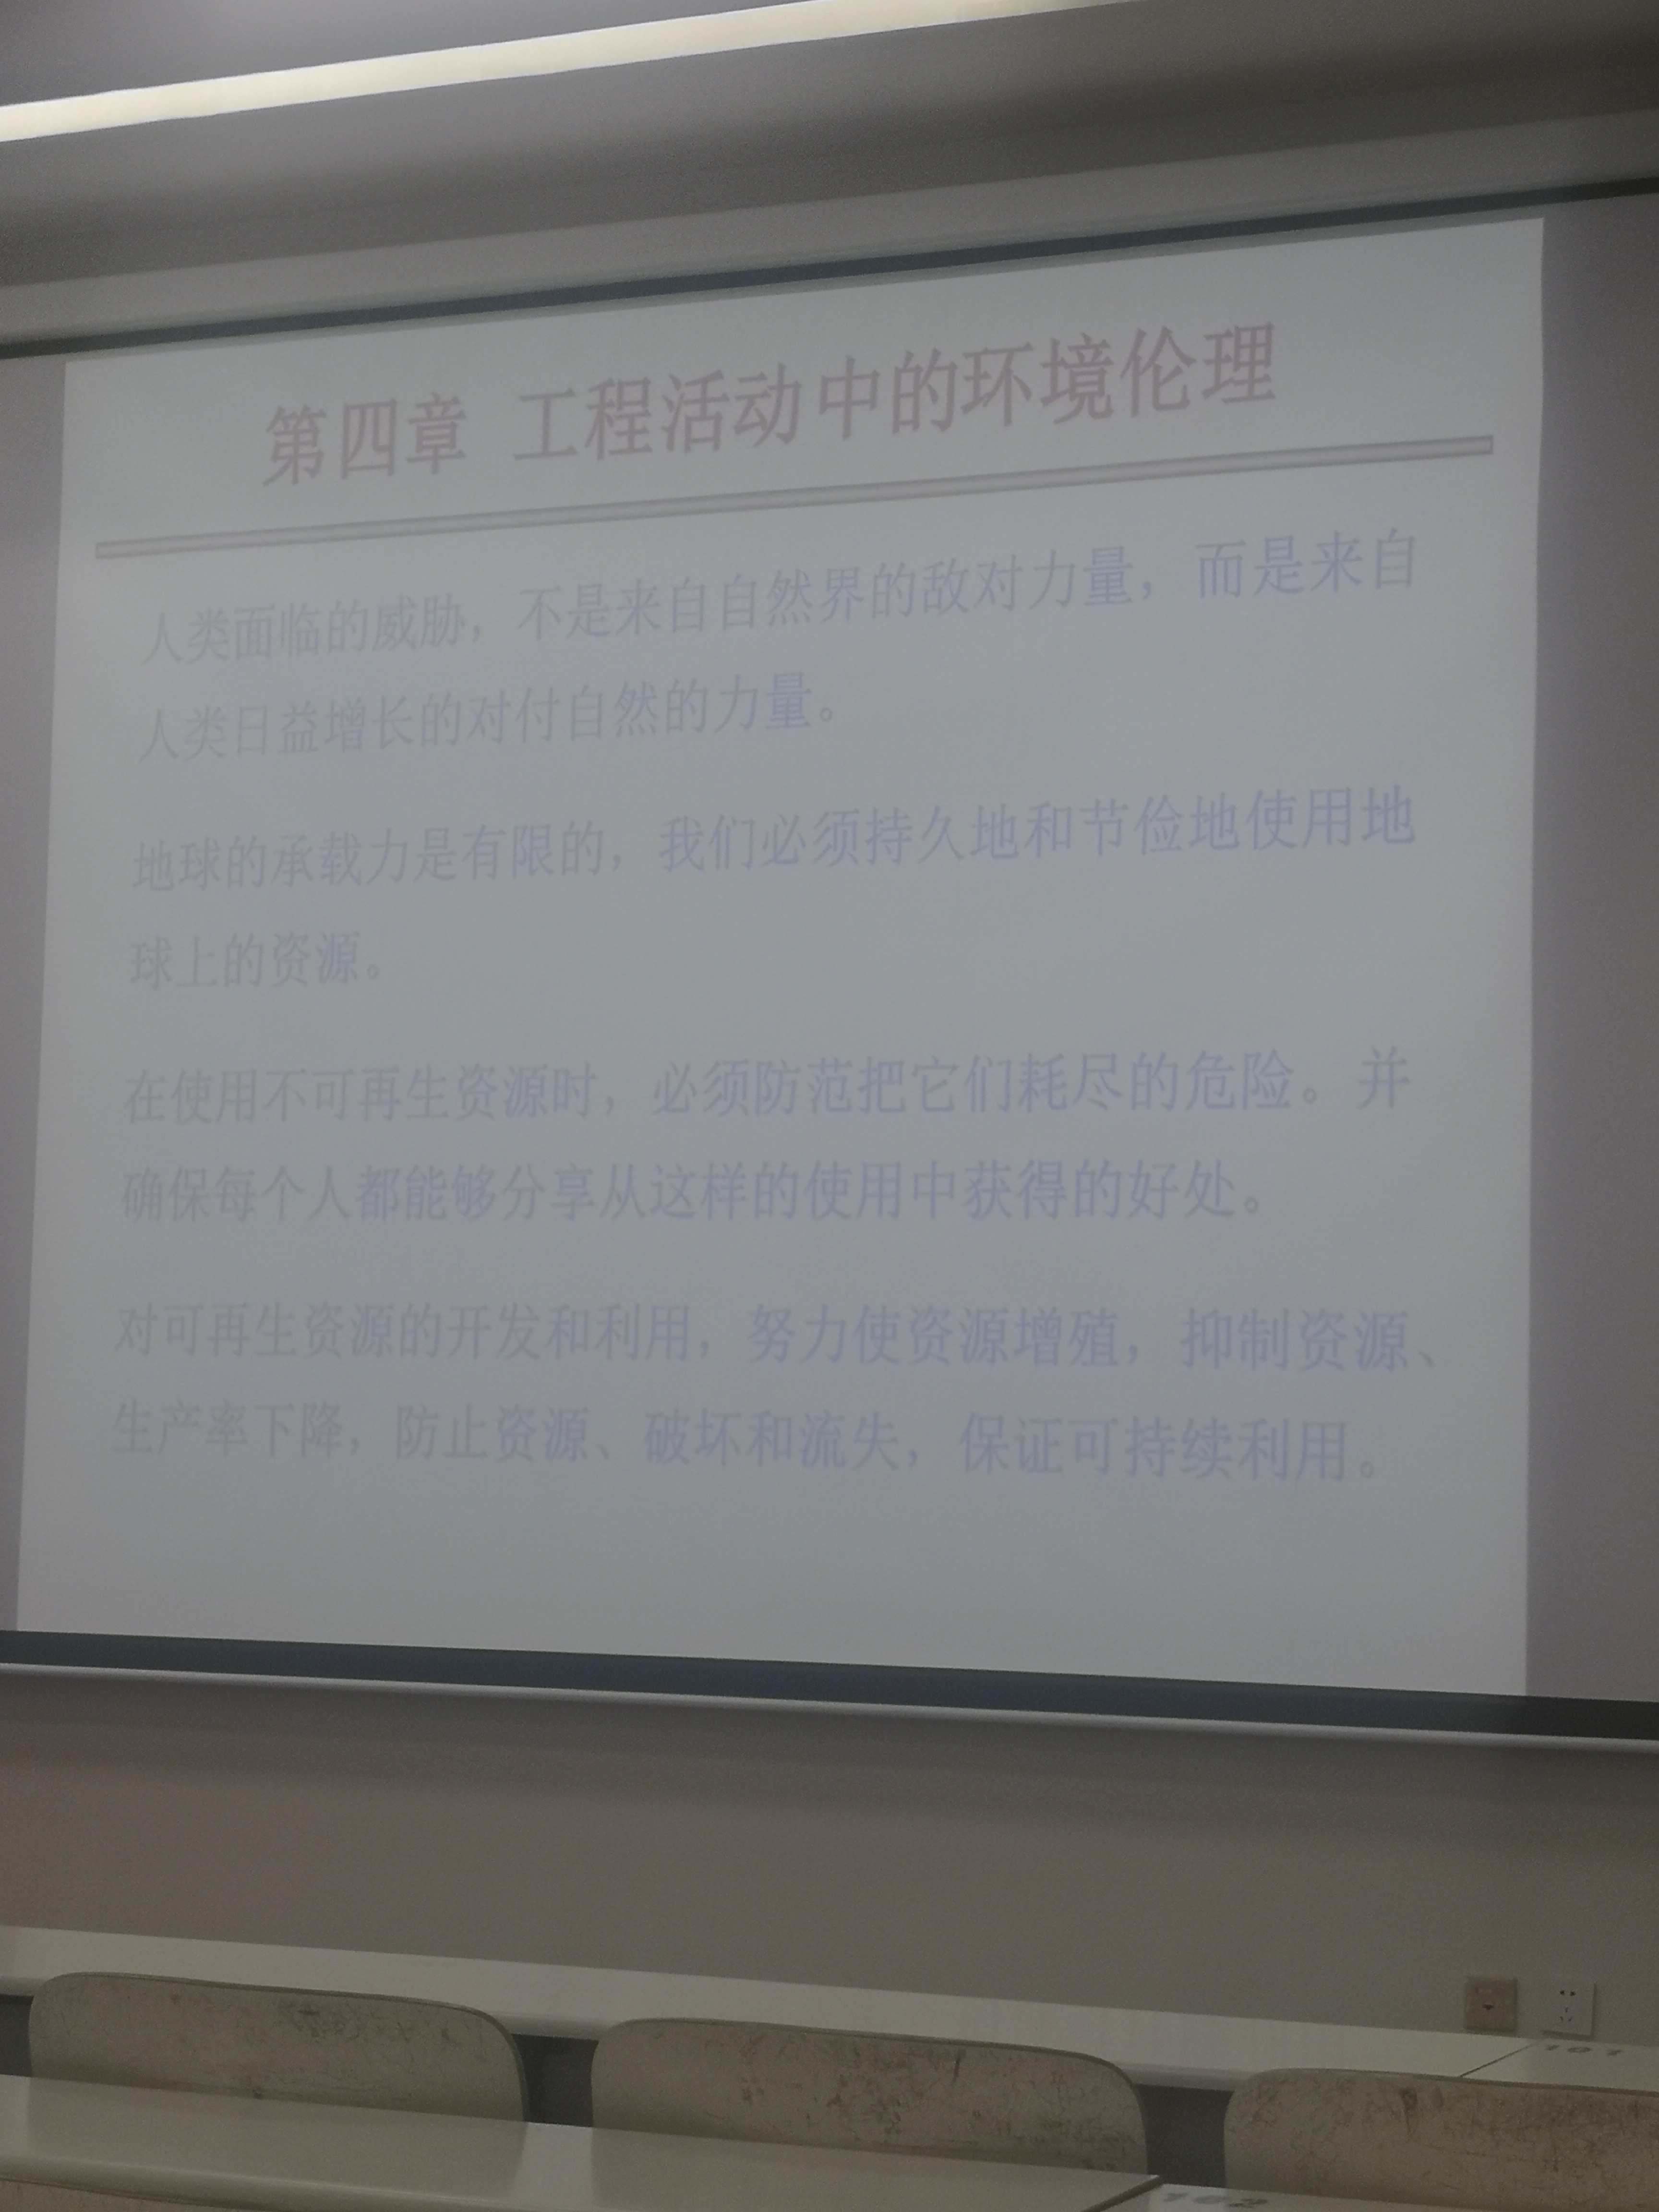 第四章 工程活动中的环境伦理
人类面临的威胁，不是来自自然界的敌对力量，而是来自
人类日益增长的对付自然的力量。
地球的承载力是有限的，我们必须持久地和节俭地使用地
球上的资源。
在使用不可再生资源时，必须防范把它们耗尽的危险。并
确保每个人都能够分享从这样的使用中获得的好处。
对可再生资源的开发和利用，努力使资源增殖，抑制资源、
生产率下降，防止资源、破坏和流失，保证可持续利用。
101
102